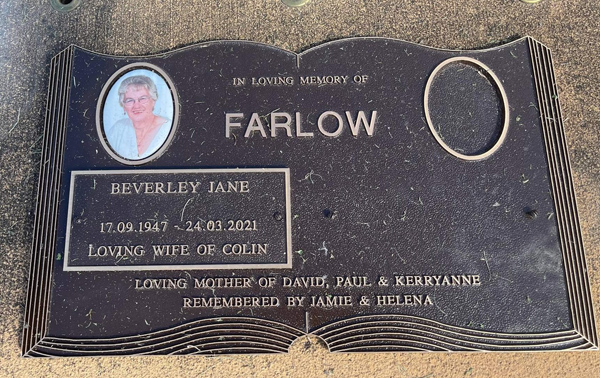 IN LOVING MEMORY OF
FARLOW
BEVERLEY JANE
17.09.1947 - 24.03.2021
LOVING WIFE OF COLIN
LOVING MOTHER OF DAVID, PAUL & KERRYANNE
REMEMBERED BY JAMIE & HELENA